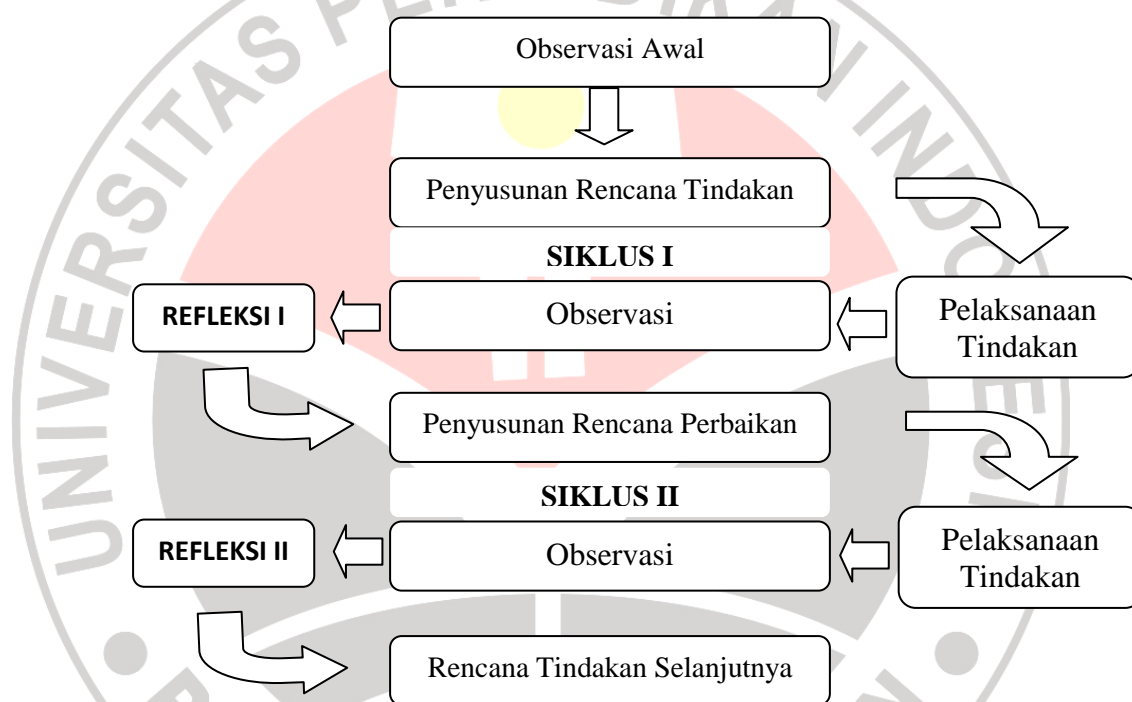 Observasi Awal
Penyusunan Rencana Tindakan
SIKLUS I
REFLEKSI I
Observasi
Pelaksanaan
Tindakan
Penyusunan Rencana Perbaikan
SIKLUS II
REFLEKSI II
Observasi
Pelaksanaan
Tindakan
Rencana Tindakan Selanjutnya
UNIVERSITAS